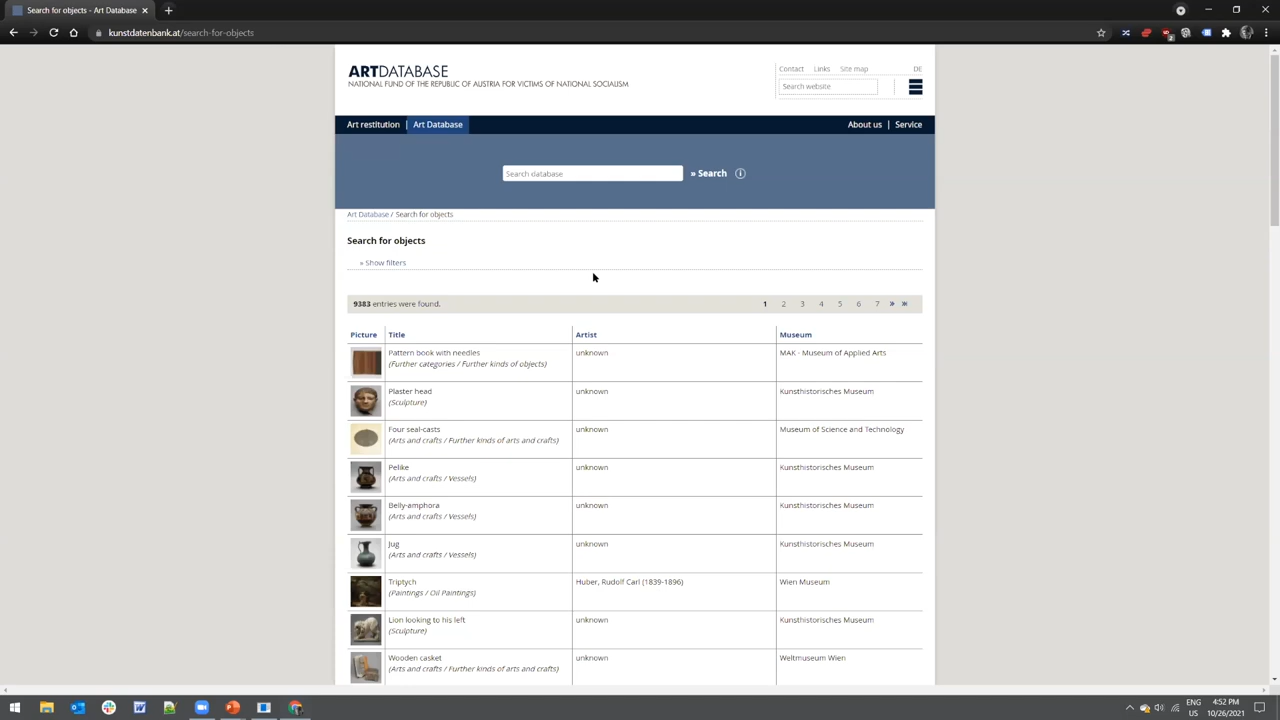 Search for objects - Art Database
kunstdatenbank.at/search-for-objects
ARTDATABASE
NATIONAL FUND OF THE REPUBLIC OF AUSTRIA FOR VICTIMS OF NATIONAL SOCIALISM
Contact Links Site map DE
Search website
Art restitution | Art Database About us | Service
Search database » Search i
Art Database / Search for objects
Search for objects
» Show filters
9383 entries were found. 1 2 3 4 5 6 7 » »
Picture Title Artist Museum
Pattern book with needles unknown MAK - Museum of Applied Arts
(Further categories / Further kinds of objects)
Plaster head unknown Kunsthistorisches Museum
(Sculpture)
Four seal-casts unknown Museum of Science and Technology
(Arts and crafts / Further kinds of arts and crafts)
Pelike unknown Kunsthistorisches Museum
(Arts and crafts / Vessels)
Belly-amphora unknown Kunsthistorisches Museum
(Arts and crafts / Vessels)
Jug unknown Kunsthistorisches Museum
(Arts and crafts / Vessels)
Triptych Huber, Rudolf Carl (1839-1896) Wien Museum
(Paintings / Oil Paintings)
Lion looking to his left unknown Kunsthistorisches Museum
(Sculpture)
Wooden casket unknown Weltmuseum Wien
(Arts and crafts / Further kinds of arts and crafts)
ENG 4:52 PM
US 10/26/2021